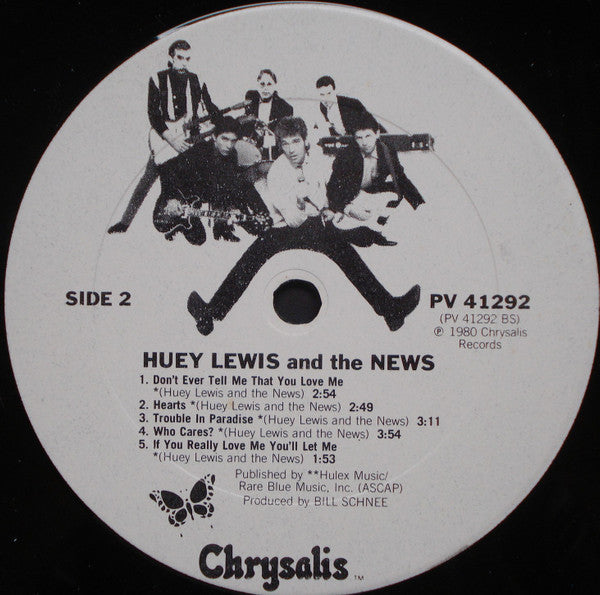 SIDE 2
PV 41292
(PV 41292 BS)
℗ 1980 Chrysalis
Records
HUEY LEWIS and the NEWS
1. Don't Ever Tell Me That You Love Me
*(Huey Lewis and the News) 2:54
2. Hearts *(Huey Lewis and the News) 2:49
3. Trouble In Paradise *(Huey Lewis and the News) 3:11
4. Who Cares? *(Huey Lewis and the News) 3:54
5. If You Really Love Me You'll Let Me
*(Huey Lewis and the News) 1:53
Published by **Hulex Music/
Rare Blue Music, Inc. (ASCAP)
Produced by BILL SCHNEE
Chrysalis ™